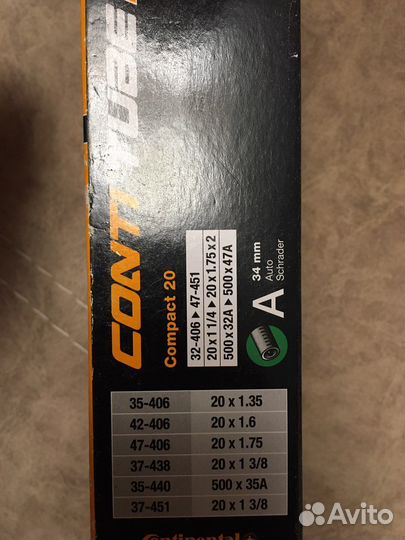 CONTI TUBE
Compact 20
32-406 ▸ 47-451
20 x 1 1/4 ▸ 20 x 1.75 x 2
500 x 32A ▸ 500 x 47A
A
34 mm
Auto
Schrader
35-406 20 x 1.35
42-406 20 x 1.6
47-406 20 x 1.75
37-438 20 x 1 3/8
35-440 500 x 35A
37-451 20 x 1 3/8
Continental
Avito